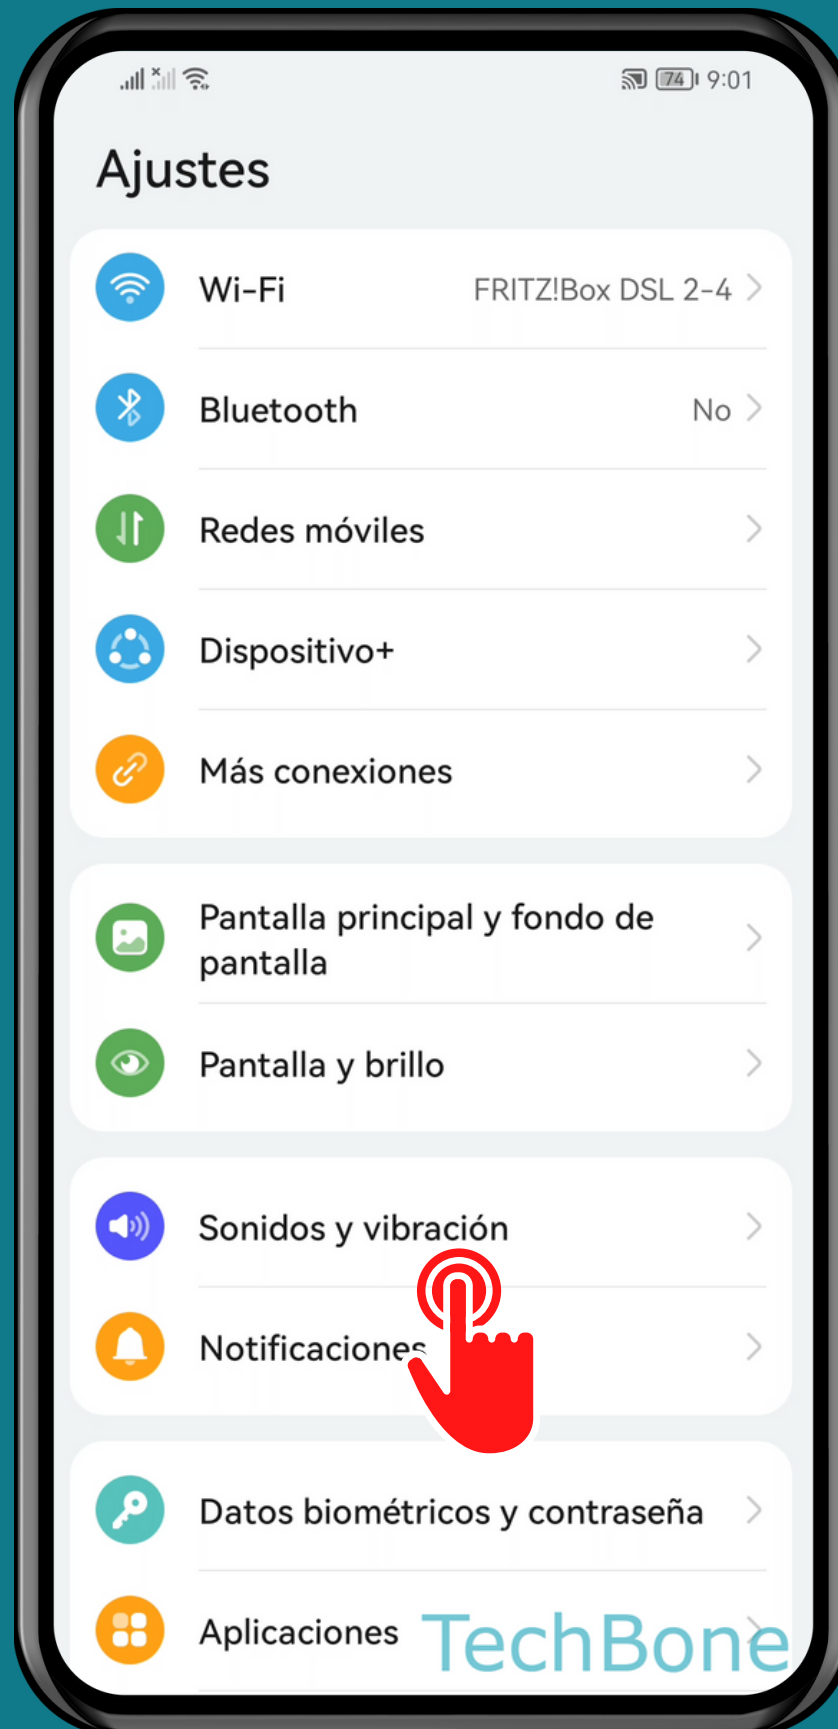 74 9:01
Ajustes
Wi-Fi FRITZ!Box DSL 2-4
Bluetooth No
Redes móviles
Dispositivo+
Más conexiones
Pantalla principal y fondo de
pantalla
Pantalla y brillo
Sonidos y vibración
Notificaciones
Datos biométricos y contraseña
Aplicaciones
TechBone